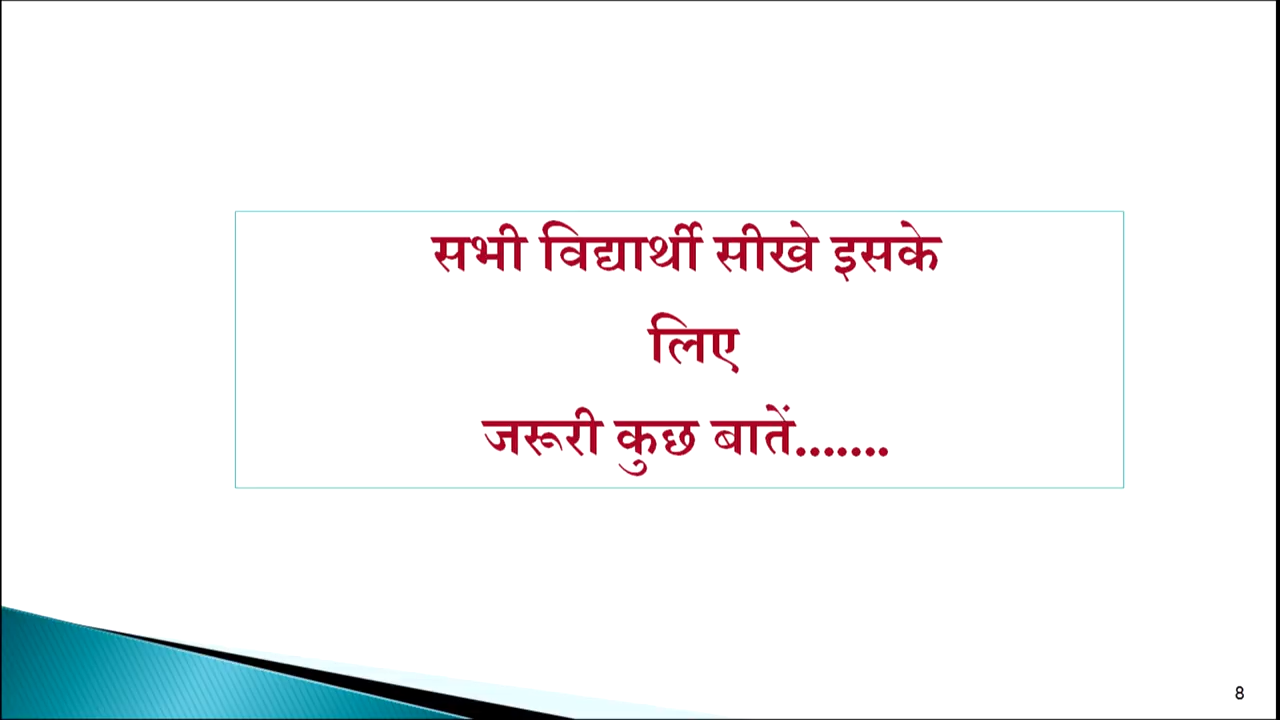 सभी विद्यार्थी सीखे इसके
लिए
जरूरी कुछ बातें.......
8